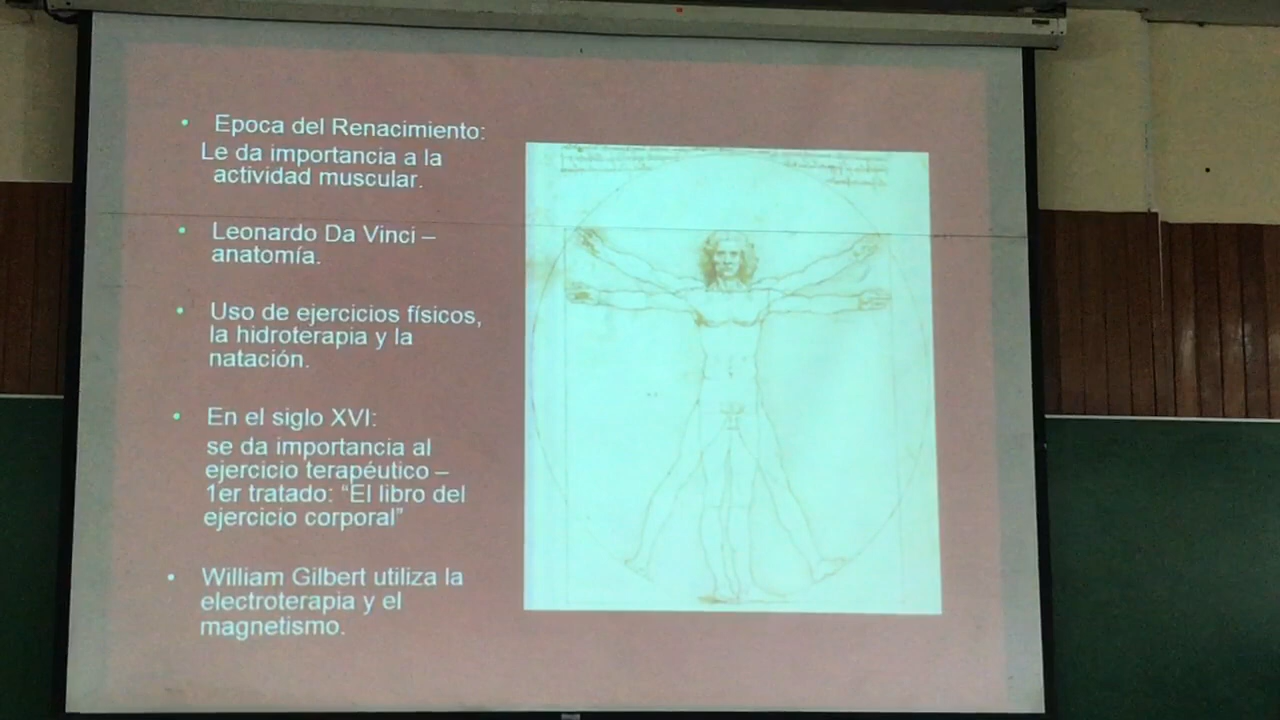 • Epoca del Renacimiento:
Le da importancia a la
actividad muscular.
• Leonardo Da Vinci –
anatomía.
• Uso de ejercicios físicos,
la hidroterapia y la
natación.
• En el siglo XVI:
se da importancia al
ejercicio terapéutico –
1er tratado: “El libro del
ejercicio corporal”
• William Gilbert utiliza la
electroterapia y el
magnetismo.